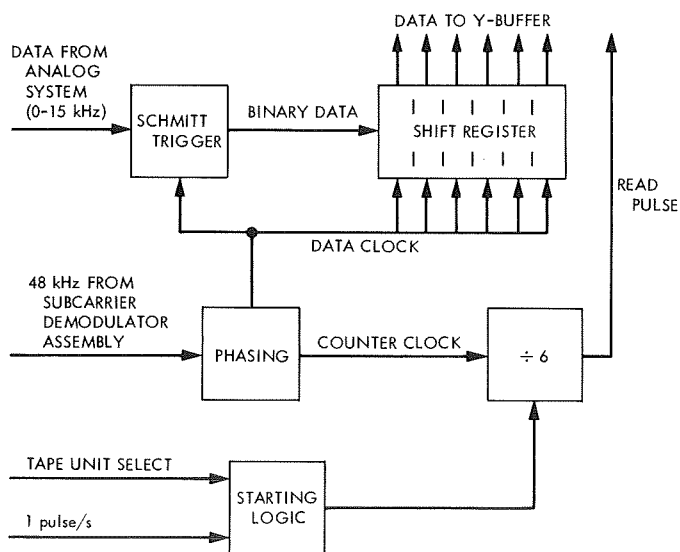 DATA TO Y-BUFFER
DATA FROM
ANALOG
SYSTEM
(0-15 kHz)
SCHMITT
TRIGGER
BINARY DATA
SHIFT REGISTER
READ
PULSE
DATA CLOCK
48 kHz FROM
SUBCARRIER
DEMODULATOR
ASSEMBLY
PHASING
COUNTER CLOCK
÷ 6
TAPE UNIT SELECT
STARTING
LOGIC
1 pulse/s